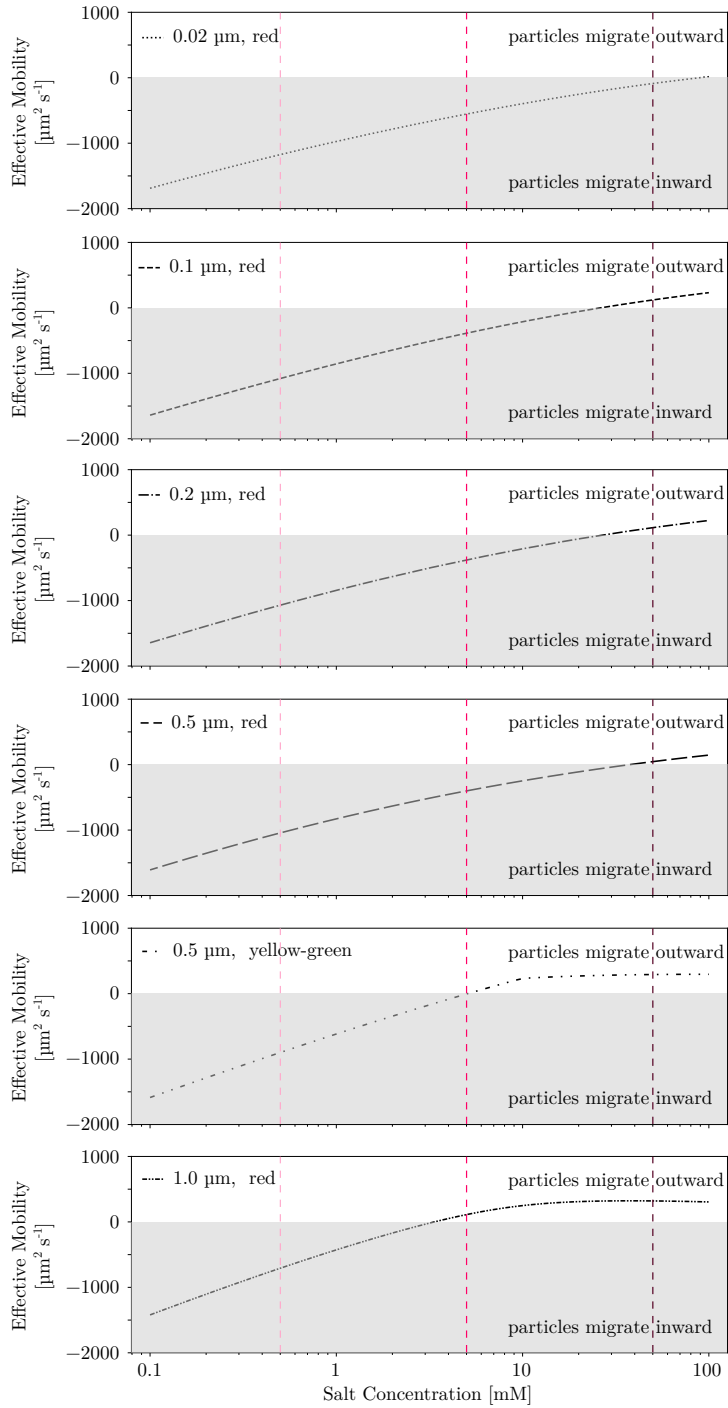 1000
0.02 µm, red
particles migrate outward
0
Effective Mobility
[µm² s⁻¹]
−1000
particles migrate inward
−2000
1000
0.1 µm, red
particles migrate outward
0
Effective Mobility
[µm² s⁻¹]
−1000
particles migrate inward
−2000
1000
0.2 µm, red
particles migrate outward
0
Effective Mobility
[µm² s⁻¹]
−1000
particles migrate inward
−2000
1000
0.5 µm, red
particles migrate outward
0
Effective Mobility
[µm² s⁻¹]
−1000
particles migrate inward
−2000
1000
0.5 µm, yellow-green
particles migrate outward
0
Effective Mobility
[µm² s⁻¹]
−1000
particles migrate inward
−2000
1000
1.0 µm, red
particles migrate outward
0
Effective Mobility
[µm² s⁻¹]
−1000
particles migrate inward
−2000
0.1 1 10 100
Salt Concentration [mM]